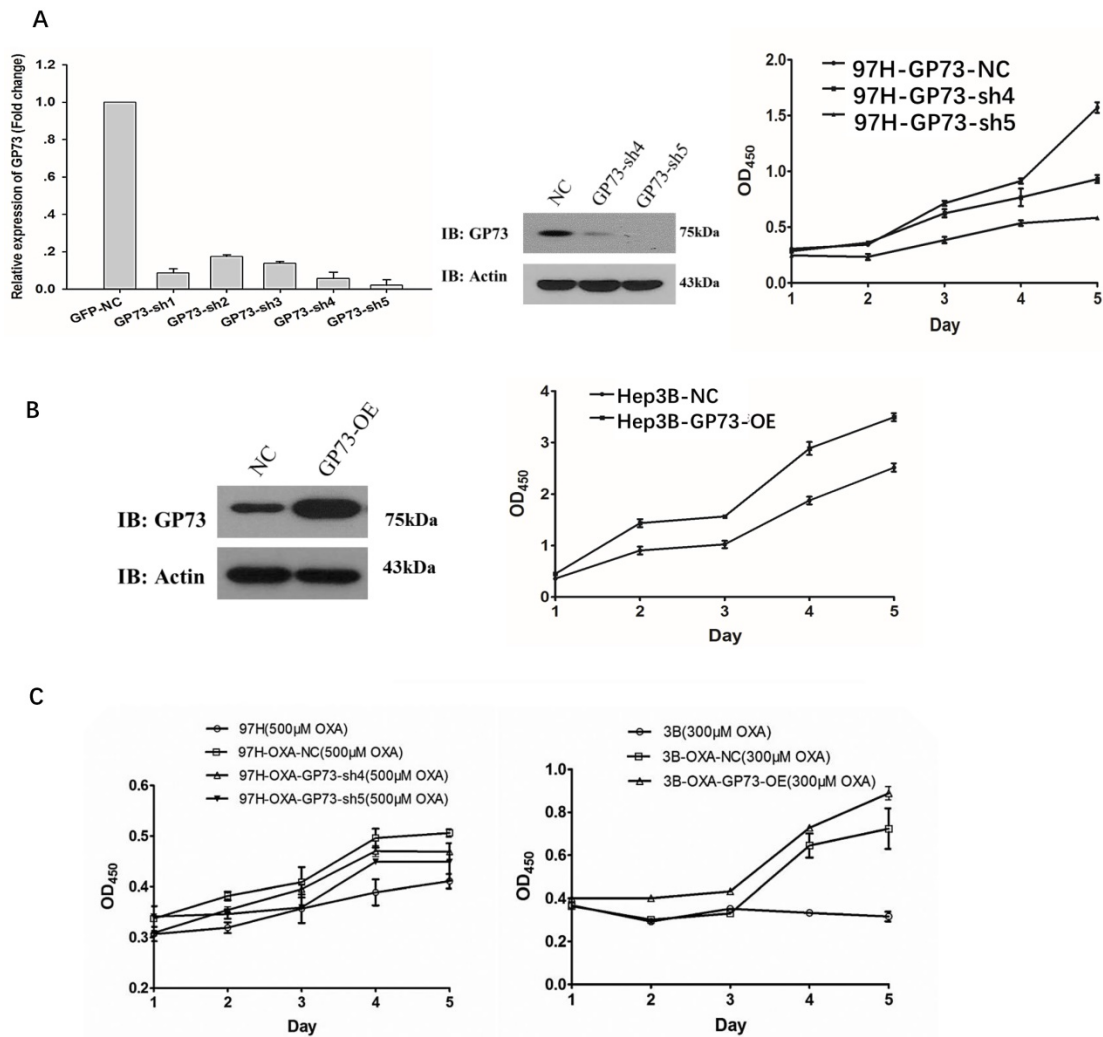 A
Relative expression of GP73 (Fold change)
1.2
1.0
.8
.6
.4
.2
0.0
GFP-NC
GP73-sh1
GP73-sh2
GP73-sh3
GP73-sh4
GP73-sh5
NC
GP73-sh4
GP73-sh5
IB: GP73
75kDa
IB: Actin
43kDa
97H-GP73-NC
97H-GP73-sh4
97H-GP73-sh5
OD450
2.0
1.5
1.0
0.5
0.0
1 2 3 4 5
Day
B
NC
GP73-OE
IB: GP73
75kDa
IB: Actin
43kDa
Hep3B-NC
Hep3B-GP73-OE
OD450
4
3
2
1
0
1 2 3 4 5
Day
C
97H(500μM OXA)
97H-OXA-NC(500μM OXA)
97H-OXA-GP73-sh4(500μM OXA)
97H-OXA-GP73-sh5(500μM OXA)
OD450
0.6
0.5
0.4
0.3
0.2
1 2 3 4 5
Day
3B(300μM OXA)
3B-OXA-NC(300μM OXA)
3B-OXA-GP73-OE(300μM OXA)
OD450
1.0
0.8
0.6
0.4
0.2
0.0
1 2 3 4 5
Day